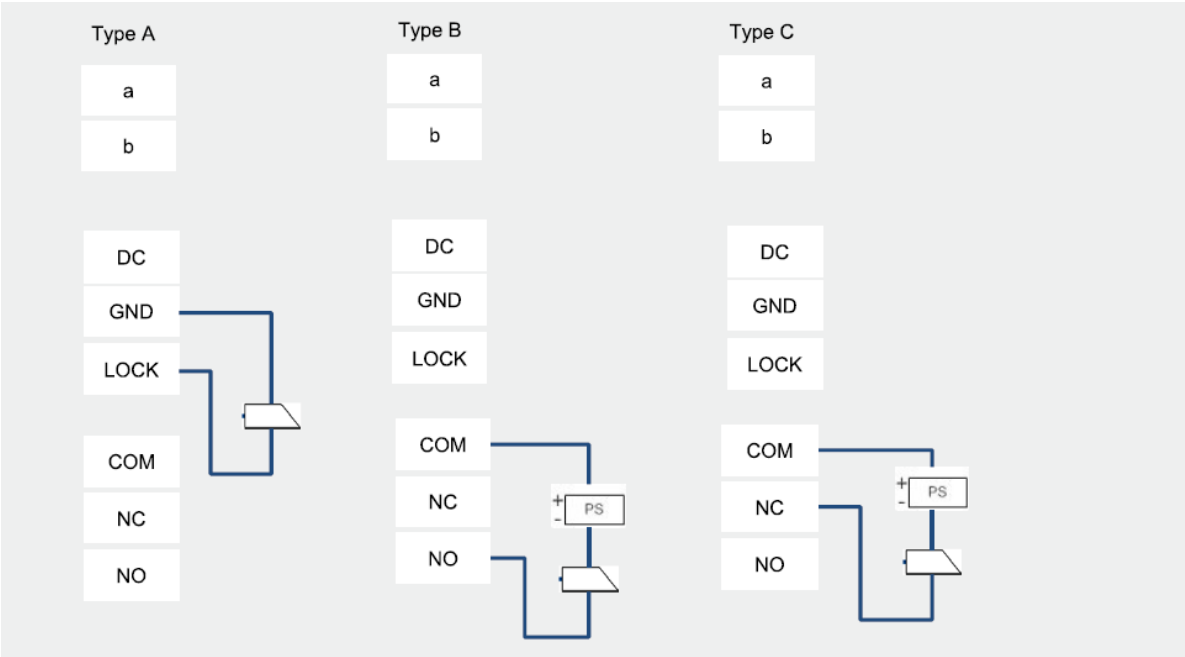 Type A
a
b
DC
GND
LOCK
COM
NC
NO
Type B
a
b
DC
GND
LOCK
COM
NC
NO
+
-
PS
Type C
a
b
DC
GND
LOCK
COM
NC
NO
+
-
PS